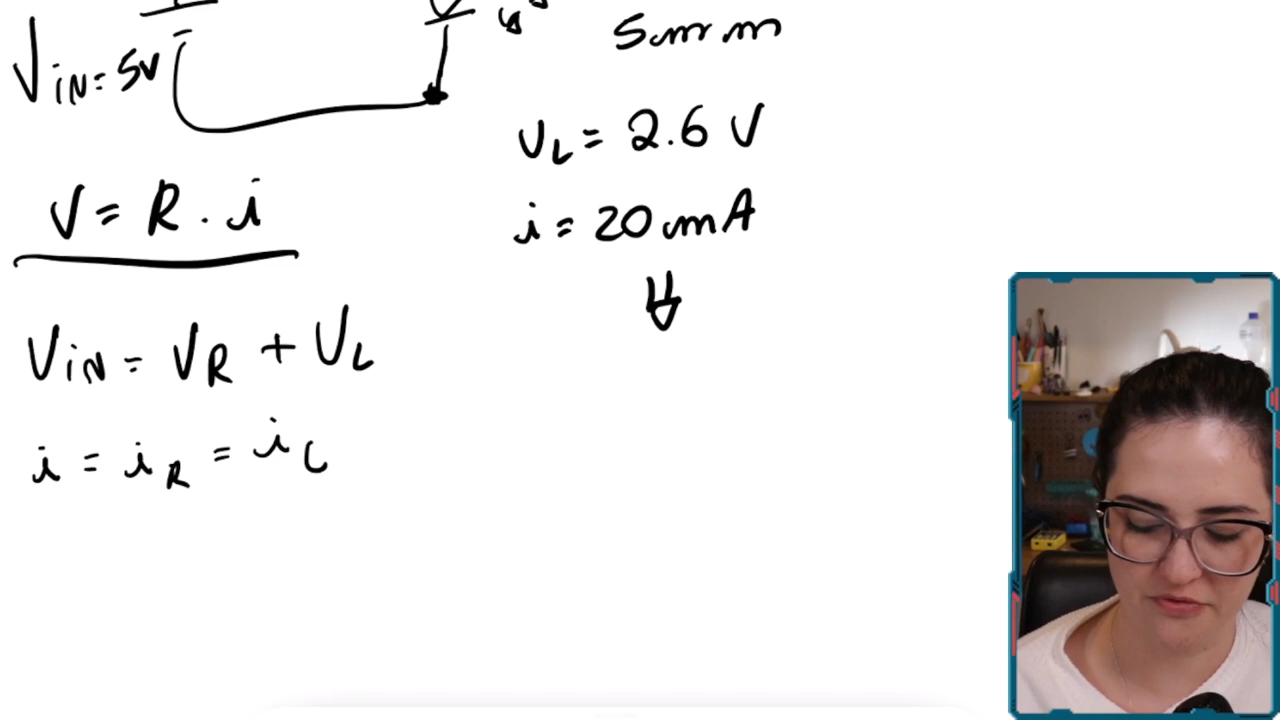 5mm
VIN = 5V
VL = 2.6 V
V = R . i
i = 20mA
VIN = VR + VL
i = iR = iL